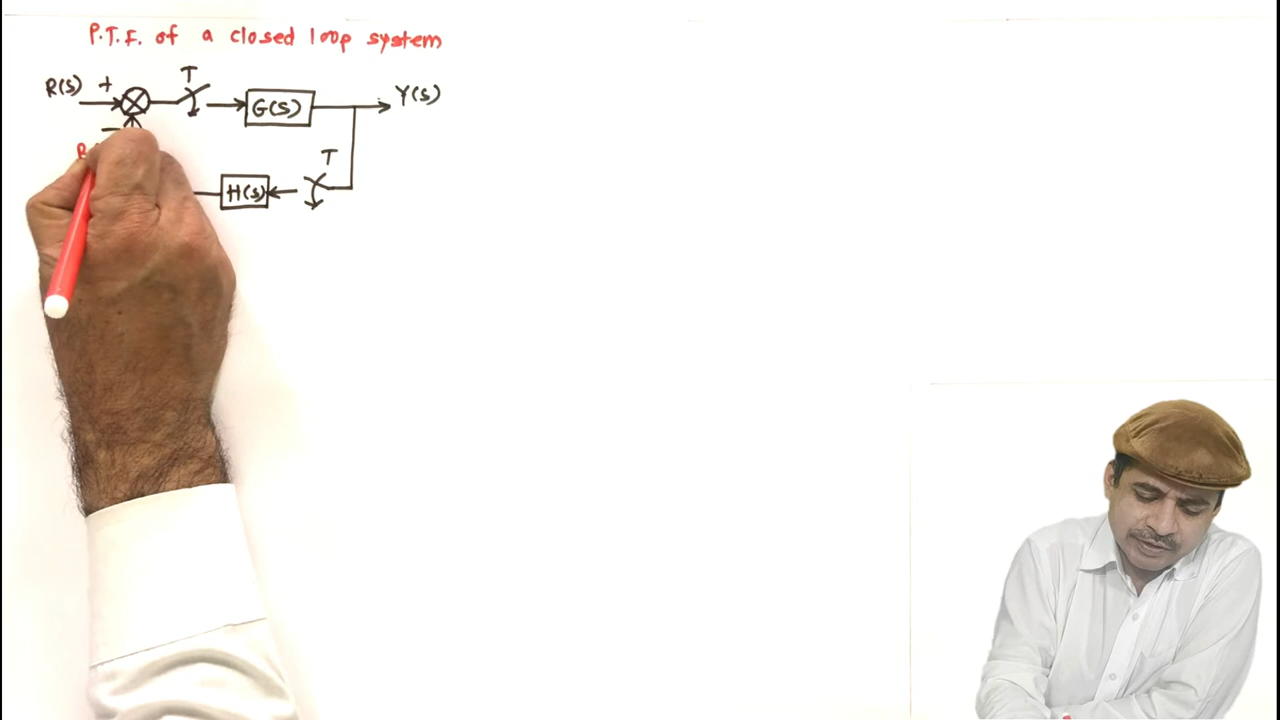 P.T.F. of a closed loop system
R(s) + T G(s) Y(s)
T
H(s)